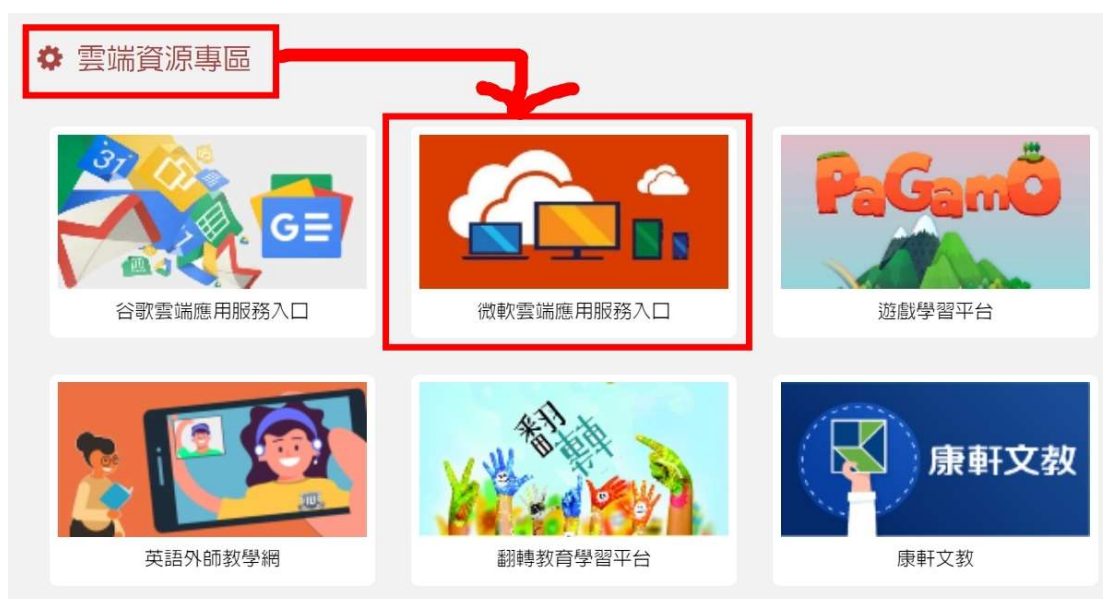 雲端資源專區
31
G
PaGamO
谷歌雲端應用服務入口
微軟雲端應用服務入口
遊戲學習平台
翻轉
康軒文教
英語外師教學網
翻轉教育學習平台
康軒文教